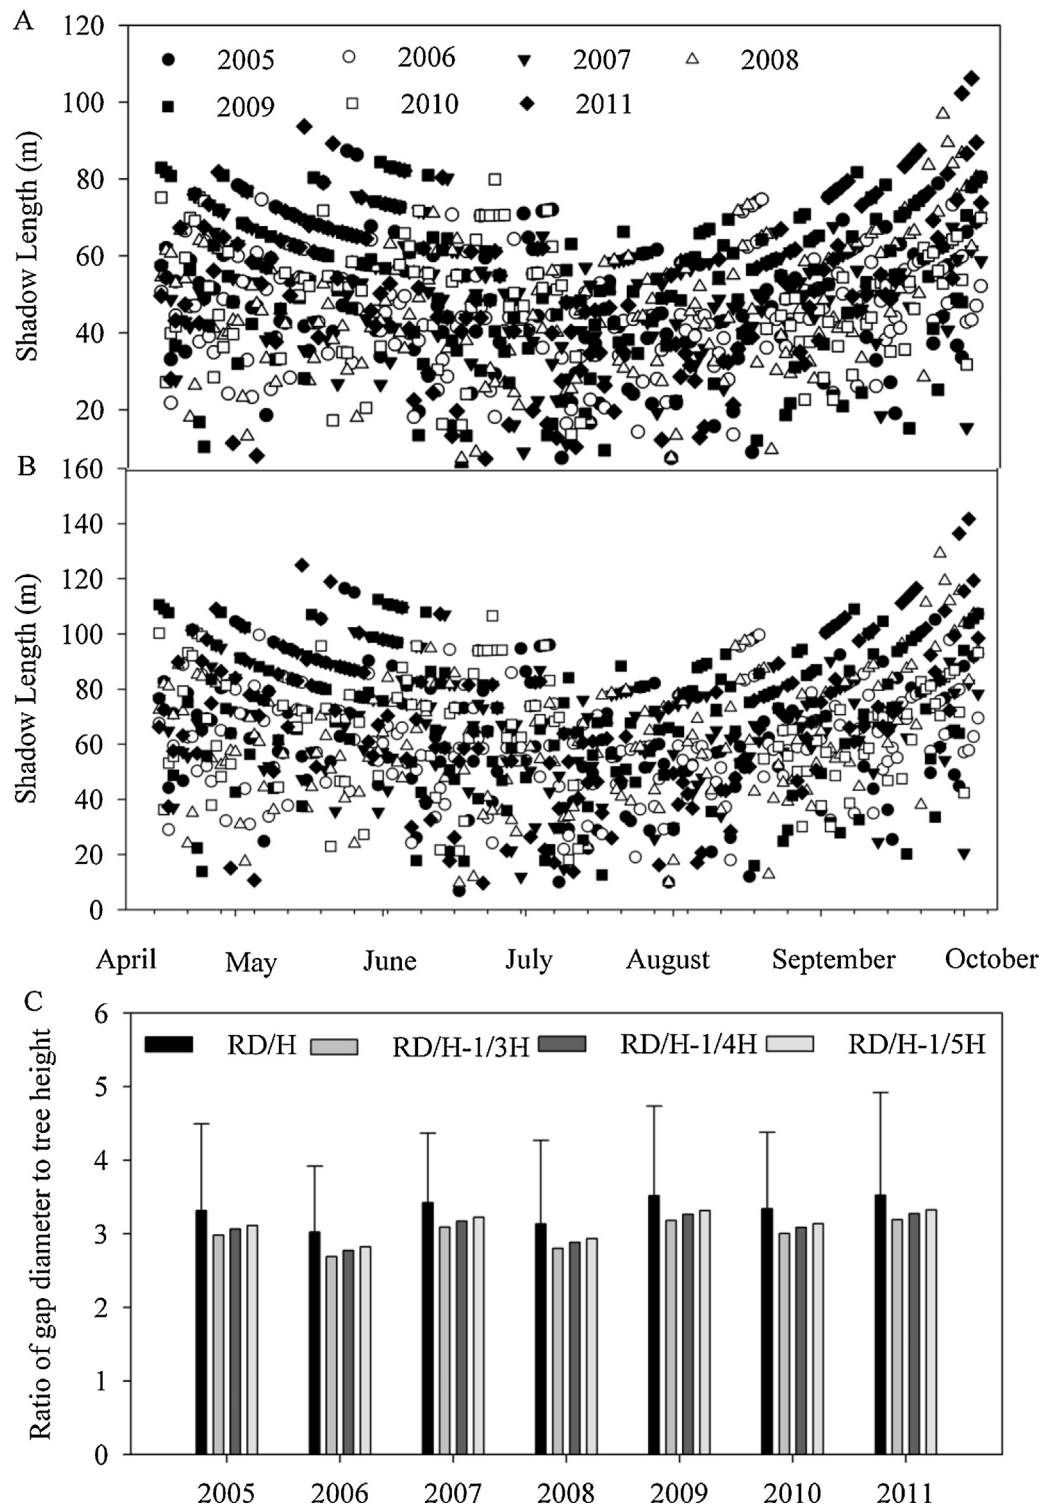 A
120
100
80
60
40
20
Shadow Length (m)
2005 2006 2007 2008
2009 2010 2011
B
160
140
120
100
80
60
40
20
0
Shadow Length (m)
April May June July August September October
C
6
5
4
3
2
1
0
Ratio of gap diameter to tree height
RD/H RD/H-1/3H RD/H-1/4H RD/H-1/5H
2005 2006 2007 2008 2009 2010 2011